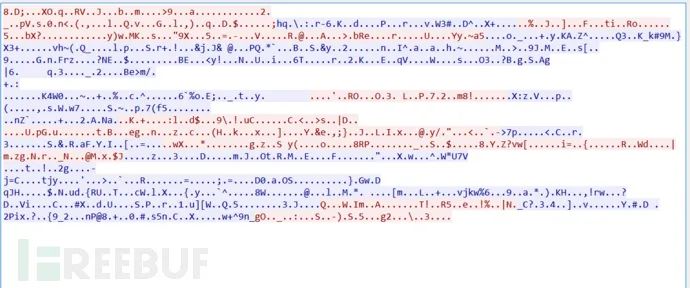 8.D;...XO.q..RV..J..b..m....>9...a............2.
_..pV.s.0.n<.(.,...l..Q.v...G..l,,)..q..D.$......;hq.\.:.r-6.K..d....P...r...v.W3#..D^..X+......%..J..]...F...ti..Ro.....
5....bX?......y)w.MK..s..."9X...5..=.-...V.....R.@...A...>.bRe....r.....U...Yy.~a5....o._...+.y.KA.Z^.....Q3..K_k#9M.}
X3+......vh~(.Q_....l.p...S.r+.!...&j.J& @...PQ.*`...B..S.&y..2......n..I^.a..a..h.~......M..>..9J.M..E..s[..
9.....G.n.Frz....?NE..$........BE...<y!...N..U..i...6T....r..2.K...E..qV....W....s...O3..?B.g.S.Ag
|6.    q.3...._.2....Be>m/.
+.:
.......K4W0...~..+..%..c.^......6`%o.E;.._.t..y.      ....'..RO...O.3. L..P.7.2..m8!......X:z.V...p..
(....,,.s.W.w7.....S.~..p.7(f5........
..nZ`.....+...2.A.Na...K.+....:l..d$...9\.!.uC......C.<..>s..|D..
....U.pG.u......t.B...eg..n...z.c...(H..k...x...]....Y.&e.,;}..J..L.I.x...@.y/."...<..`.->7p.....<.C..r.
3.......S.&.R.aF.Y.I..[..=....wX...*.......g.z..S y(....o.....8RP......._..S..$.....8.Y.Z?vw[......i=..{......R..Wd....|
m.zg.N.r.._N...@M.x.$J.....z...3....D.....m.J..Ot.R.M...E....F......."...X.w...^.W"U7V
....t..!..2g....-
j=C....tjy....'...>..`...R.......=....;.=....D0.a.OS..........}.Gw.D
qJH......$.N.ud.{RU..T...cW.l.X...{.y...`^.....8W.......@...l..M.*. .....[m...L..+....vjkw%6...9..a.*.).KH...,!rw...?
D..Vi....C...#X..d.U....S.P..r..1.u][W..Q.5.........3.J....Q...W.Im..A.......T!..R5..e..!%..|N._C?.3.4..]..v......Y.#.D .
2Pix.?..{9_2...nP@8.+..0.#.s5n.C..X.....w+^9n_gO.._..:...S..-).S.5...g2...\..3....
FREEBUF